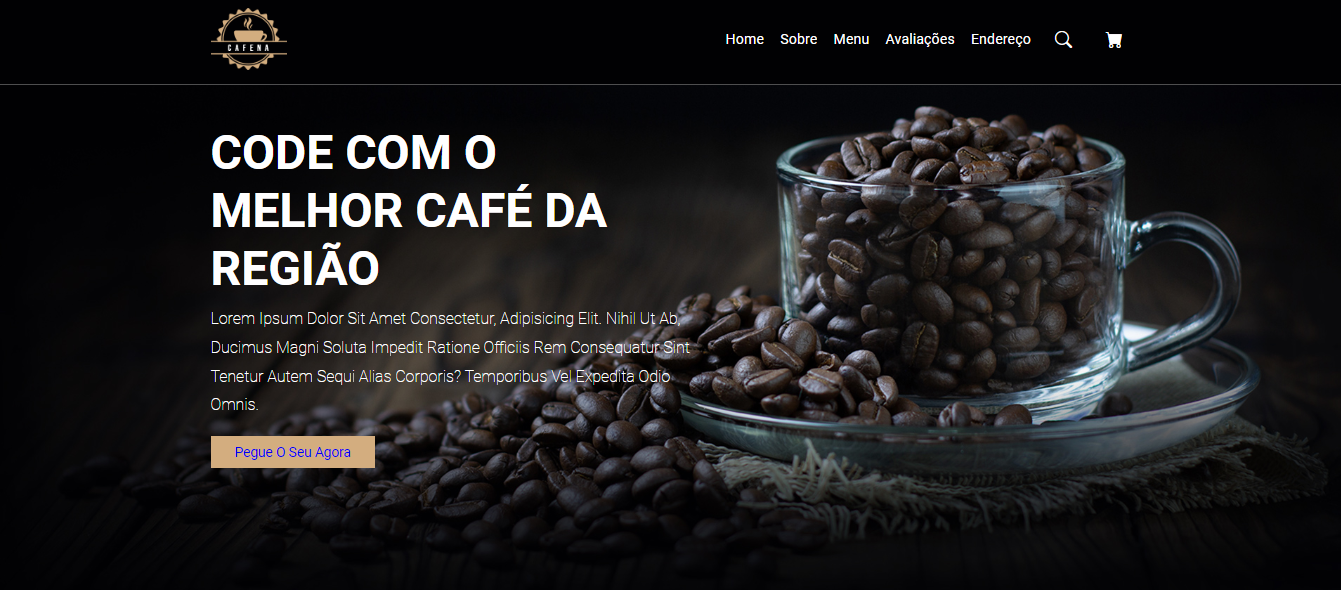 CAFENA
Home Sobre Menu Avaliações Endereço
CODE COM O
MELHOR CAFÉ DA
REGIÃO
Lorem Ipsum Dolor Sit Amet Consectetur, Adipisicing Elit. Nihil Ut Ab,
Ducimus Magni Soluta Impedit Ratione Officiis Rem Consequatur Sint
Tenetur Autem Sequi Alias Corporis? Temporibus Vel Expedita Odio
Omnis.
Pegue O Seu Agora